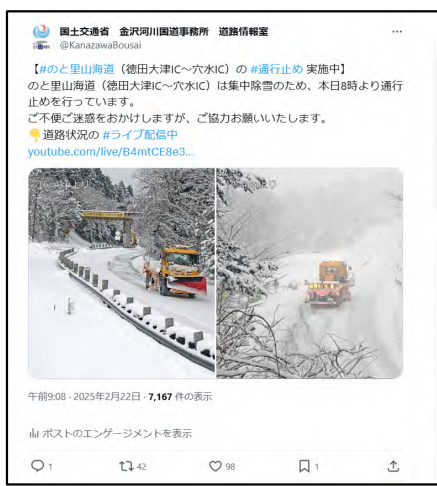 国土交通省 金沢河川国道事務所 道路情報室
@KanazawaBousai
【#のと里山海道(徳田大津IC～穴水IC)の #通行止め 実施中】
のと里山海道(徳田大津IC～穴水IC)は集中除雪のため、本日8時より通行
止めを行っています。
ご不便ご迷惑をおかけしますが、ご協力お願いいたします。
👇道路状況の #ライブ配信中
youtube.com/live/B4mtCE8e3...
午前9:08 · 2025年2月22日 · 7,167 件の表示
ポストのエンゲージメントを表示
1 42 98 1